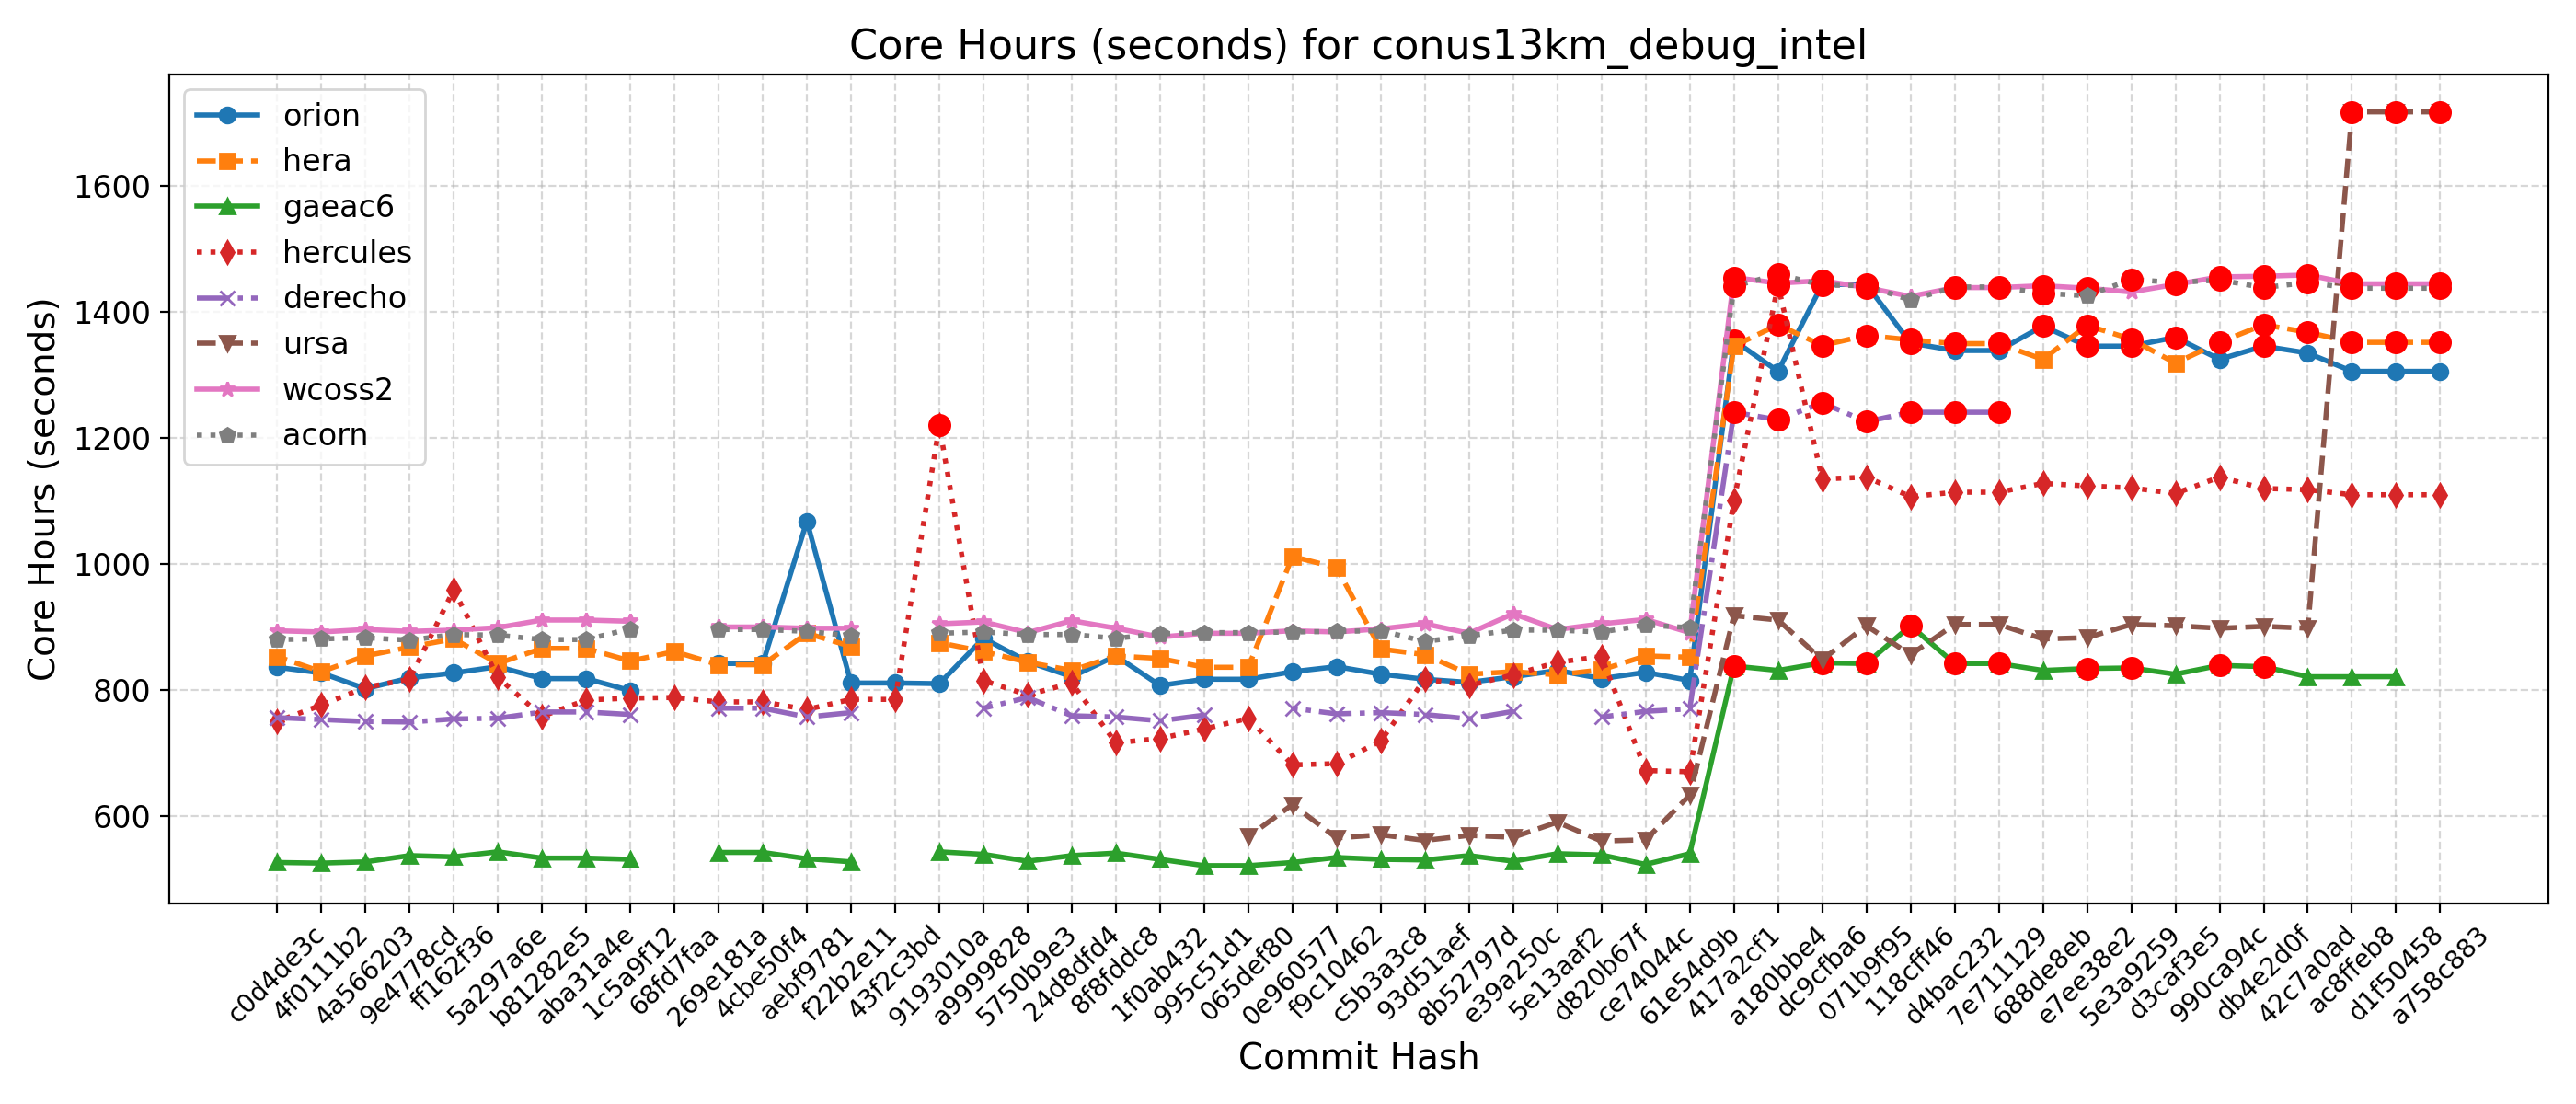 Core Hours (seconds) for conus13km_debug_intel
Core Hours (seconds)
1600
1400
1200
1000
800
600
orion
hera
gaeac6
hercules
derecho
ursa
wcoss2
acorn
c0d4de3c
4f0111b2
4a566203
9e4778cd
ff162f36
5a297a6e
b81282e5
aba31a4e
1c5a9f12
68fd7faa
269e181a
4cbe50f4
aebf9781
f22b2e11
43f2c3bd
9193010a
a9999828
5750b9e3
24d8dfd4
8f8fddc8
1f0ab432
995c51d1
065def80
0e960577
f9c10462
c5b3a3c8
93d51aef
8b52797d
e39a250c
5e13aaf2
d820b67f
ce74044c
61e54d9b
417a2cf1
a180bbe4
dc9cfba6
071b9f95
118cff46
d4bac232
7e711129
688de8eb
e7ee38e2
5e3a9259
d3caf3e5
990ca94c
db4e2d0f
42c7a0ad
ac8ffeb8
d1f50458
a758c883
Commit Hash